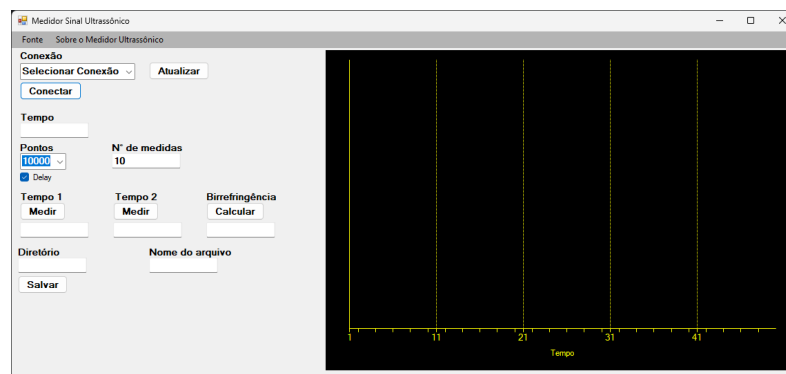 Medidor Sinal Ultrassônico
Fonte Sobre o Medidor Ultrassônico
Conexão
Selecionar Conexão Atualizar
Conectar
Tempo
Pontos N° de medidas
10000 10
Delay
Tempo 1 Tempo 2 Birrefringência
Medir Medir Calcular
Diretório Nome do arquivo
Salvar
1 11 21 31 41
Tempo